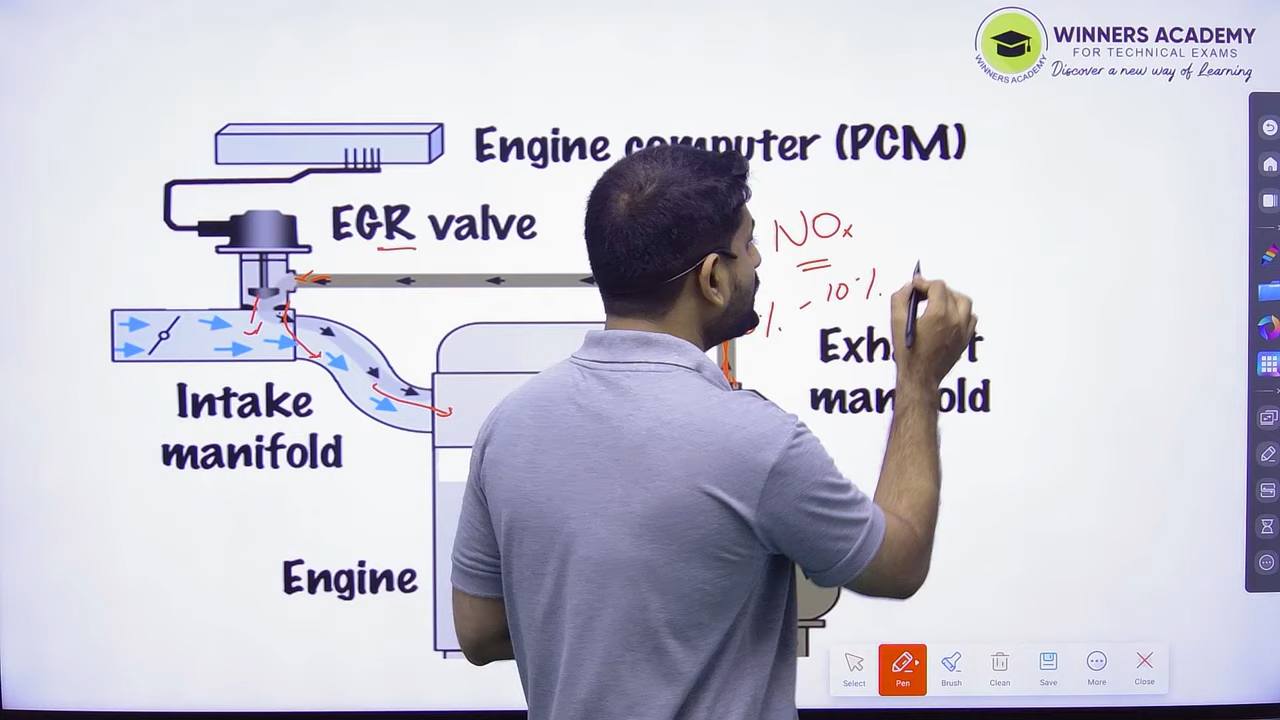 WINNERS ACADEMY
FOR TECHNICAL EXAMS
Discover a new way of Learning
WINNERS ACADEMY
Engine computer (PCM)
EGR valve
NOx
- 10%
Intake
manifold
Engine
Select
Pen
Brush
Clean
Save
More
Close